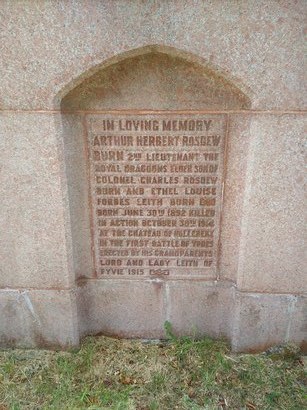 IN LOVING MEMORY
ARTHUR HERBERT ROSDEW
BURN 2ND LIEUTENANT THE
ROYAL DRAGOONS ELDER SON OF
COLONEL CHARLES ROSDEW
BURN AND ETHEL LOUISE
FORBES LEITH BURN
BORN JUNE 30TH 1892 KILLED
IN ACTION OCTOBER 30TH 1914
AT THE CHATEAU OF HOLLEBEKE
IN THE FIRST BATTLE OF YPRES
ERECTED BY HIS GRANDPARENTS
LORD AND LADY LEITH OF
FYVIE 1915